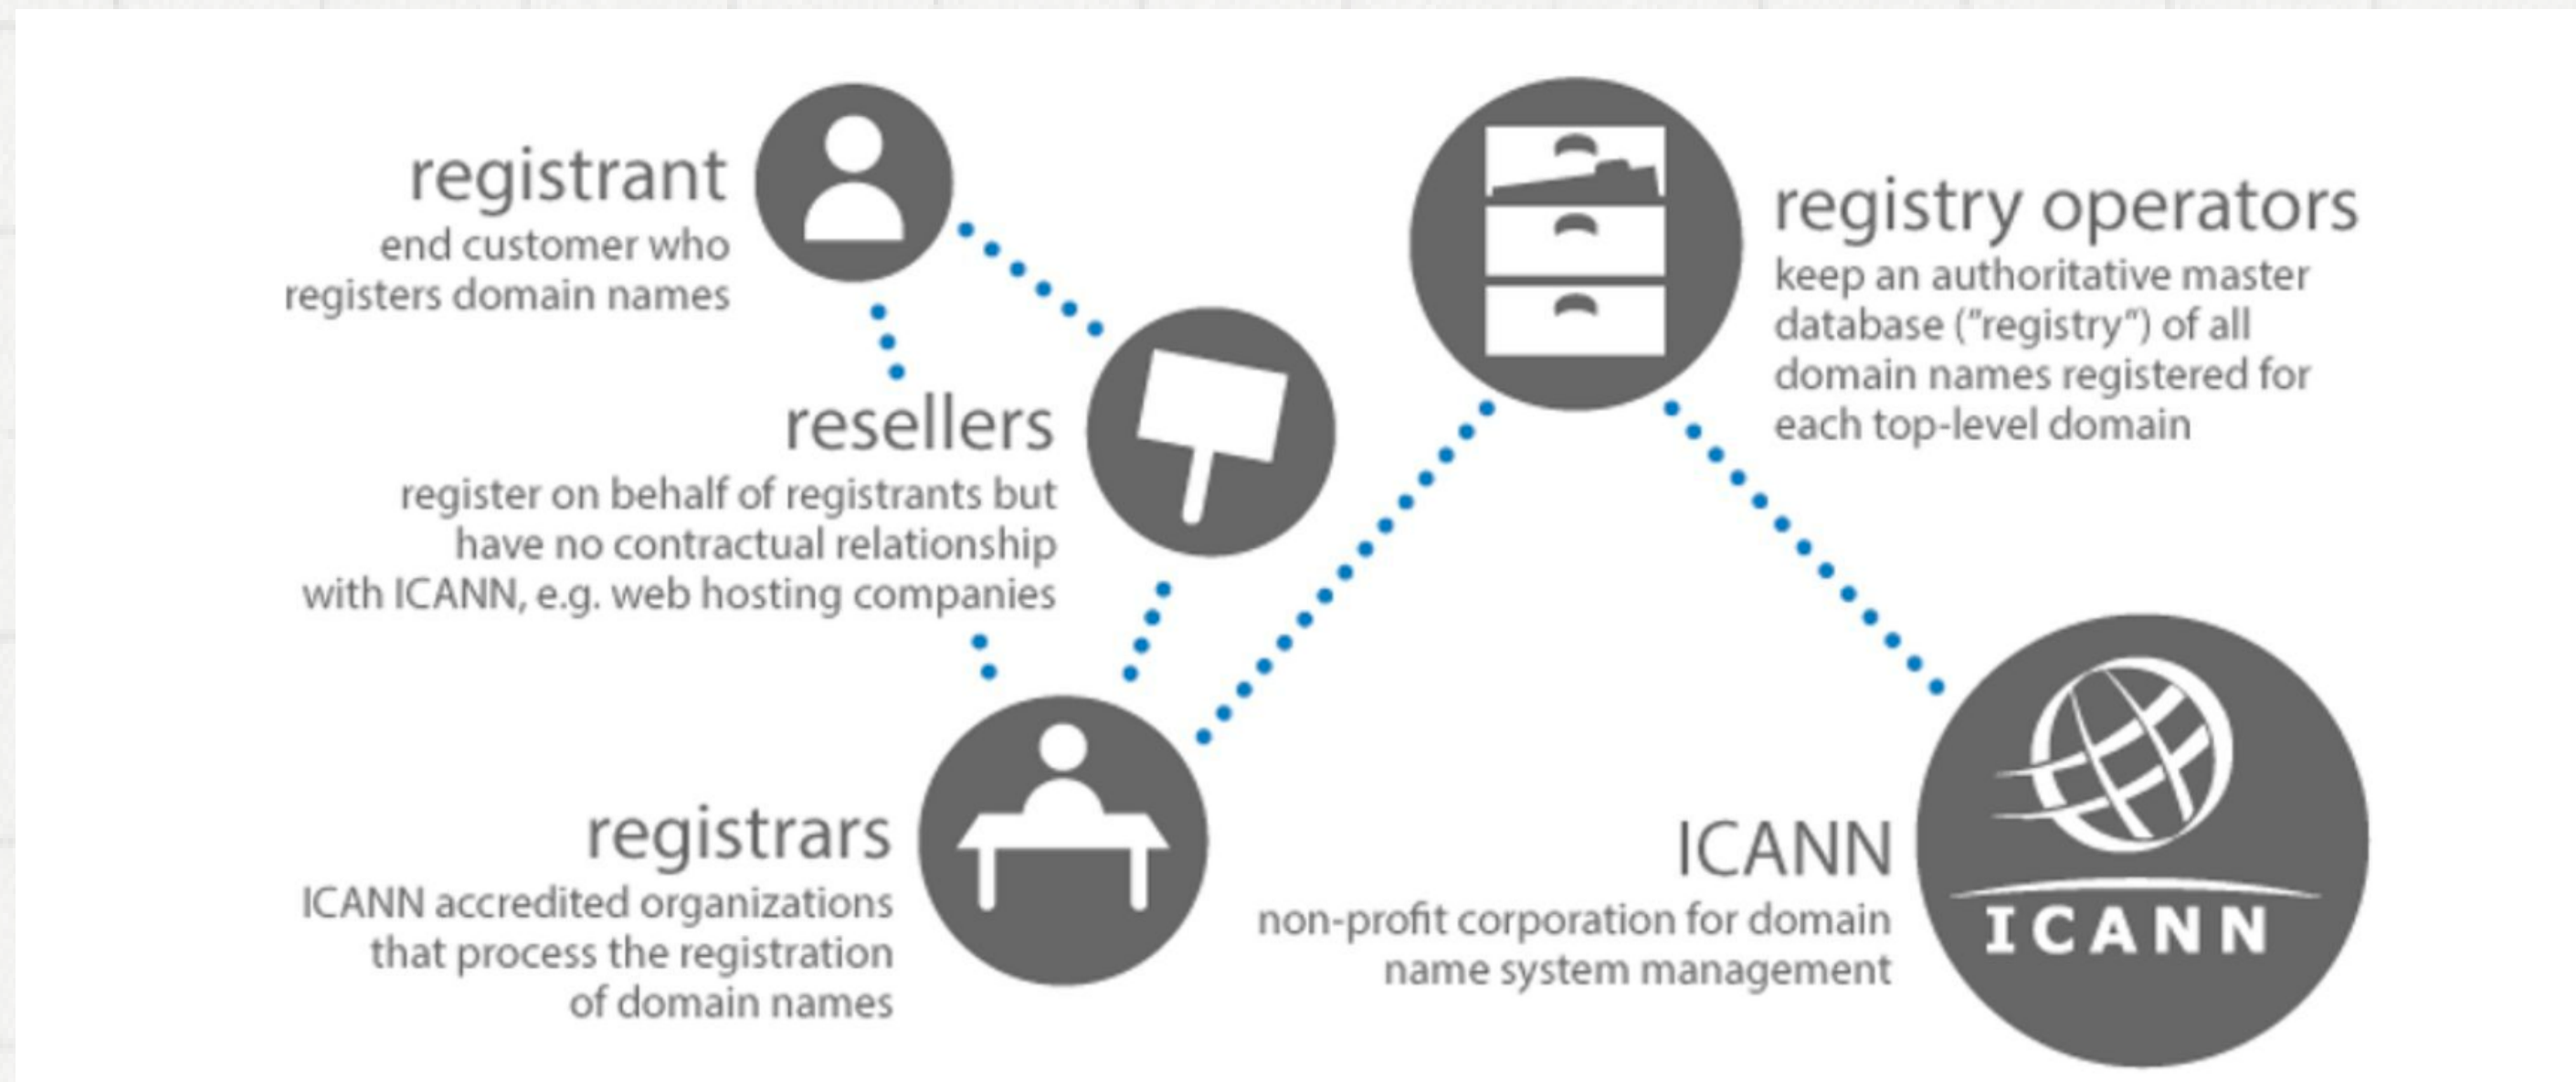 registrant
end customer who
registers domain names
resellers
register on behalf of registrants but
have no contractual relationship
with ICANN, e.g. web hosting companies
registrars
ICANN accredited organizations
that process the registration
of domain names
registry operators
keep an authoritative master
database ("registry") of all
domain names registered for
each top-level domain
ICANN
non-profit corporation for domain
name system management
ICANN